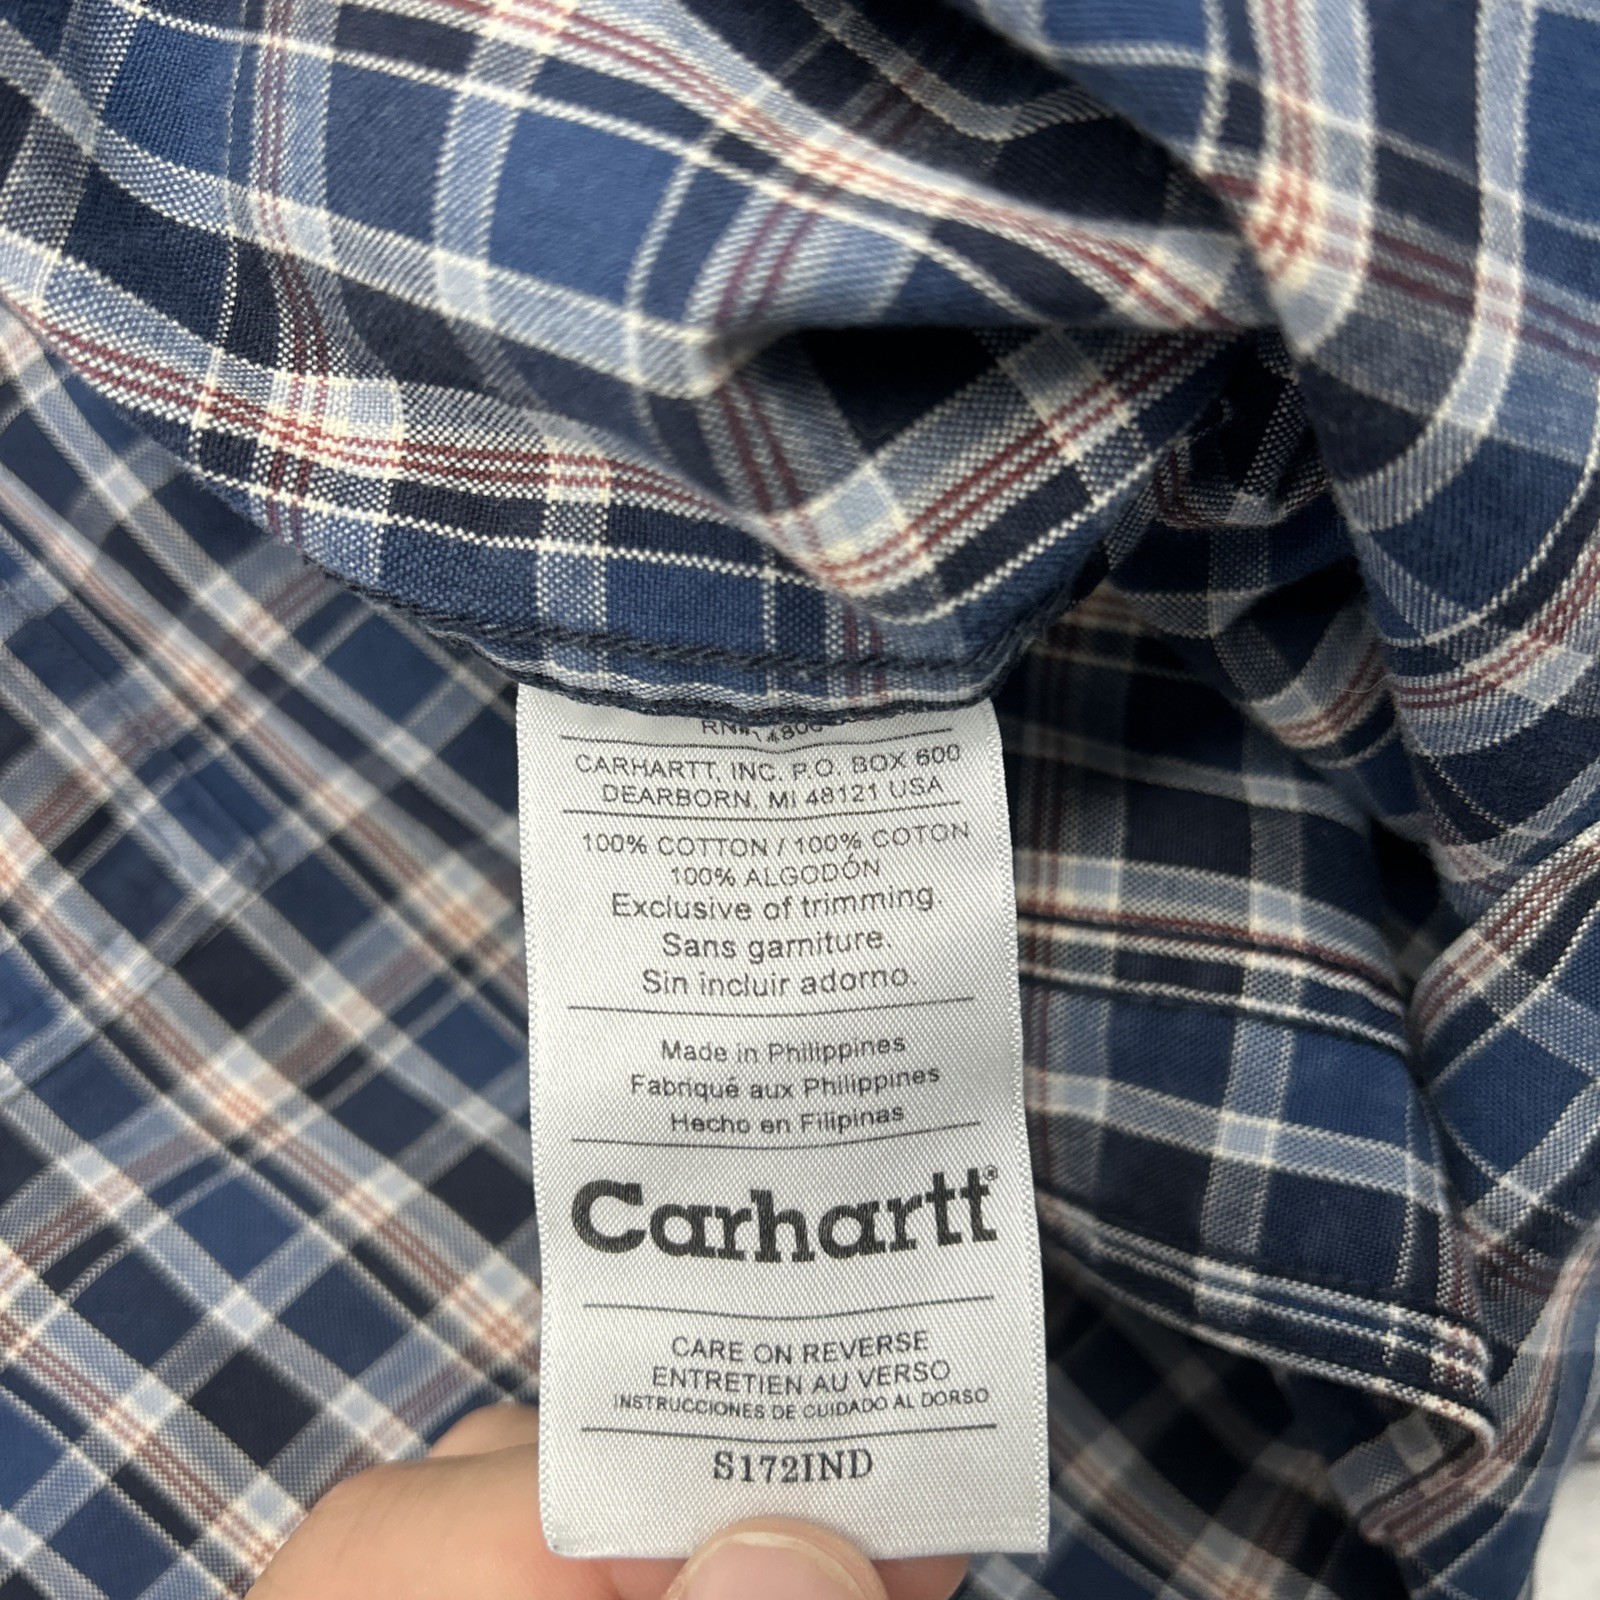 CARHARTT, INC. P.O. BOX 600
DEARBORN, MI 48121 USA
100% COTTON / 100% COTON
100% ALGODÓN
Exclusive of trimming.
Sans garniture.
Sin incluir adorno.
Made in Philippines
Fabriqué aux Philippines
Hecho en Filipinas
Carhartt®
CARE ON REVERSE
ENTRETIEN AU VERSO
INSTRUCCIONES DE CUIDADO AL DORSO
S172IND